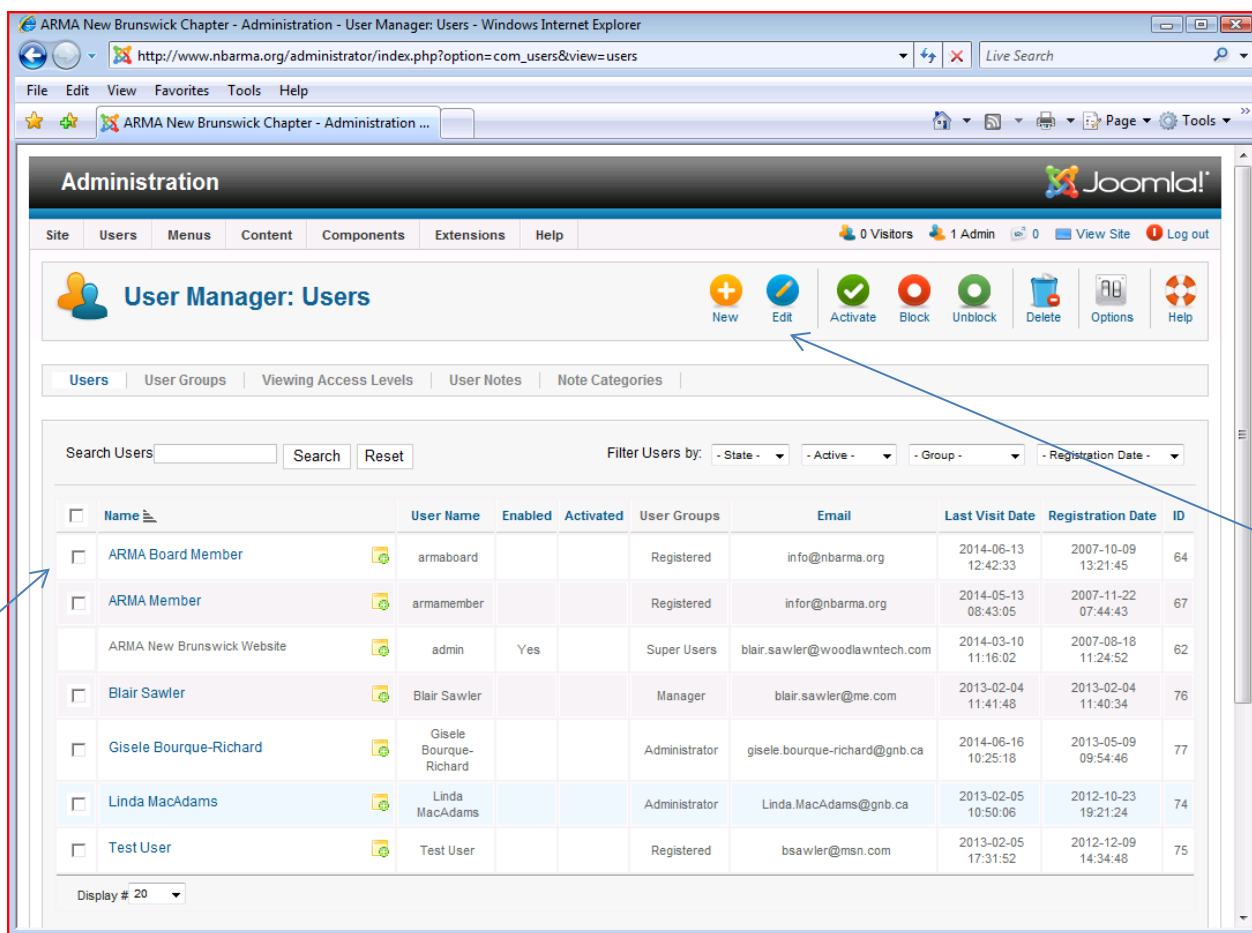 ARMA New Brunswick Chapter - Administration - User Manager: Users - Windows Internet Explorer
http://www.nbarma.org/administrator/index.php?option=com_users&view=users
Live Search
File Edit View Favorites Tools Help
ARMA New Brunswick Chapter - Administration ...
Page Tools
Administration
Joomla!
Site Users Menus Content Components Extensions Help
0 Visitors 1 Admin 0 View Site Log out
User Manager: Users
New Edit Activate Block Unblock Delete Options Help
Users User Groups Viewing Access Levels User Notes Note Categories
Search Users Search Reset Filter Users by: - State - - Active - - Group - - Registration Date -
Name User Name Enabled Activated User Groups Email Last Visit Date Registration Date ID
ARMA Board Member armaboard Registered info@nbarma.org 2014-06-13 12:42:33 2007-10-09 13:21:45 64
ARMA Member armamember Registered infor@nbarma.org 2014-05-13 08:43:05 2007-11-22 07:44:43 67
ARMA New Brunswick Website admin Yes Super Users blair.sawler@woodlawntech.com 2014-03-10 11:16:02 2007-08-18 11:24:52 62
Blair Sawler Blair Sawler Manager blair.sawler@me.com 2013-02-04 11:41:48 2013-02-04 11:40:34 76
Gisele Bourque-Richard Gisele Bourque-Richard Administrator gisele.bourque-richard@gnb.ca 2014-06-16 10:25:18 2013-05-09 09:54:46 77
Linda MacAdams Linda MacAdams Administrator Linda.MacAdams@gnb.ca 2013-02-05 10:50:06 2012-10-23 19:21:24 74
Test User Test User Registered bsawler@msn.com 2013-02-05 17:31:52 2012-12-09 14:34:48 75
Display # 20